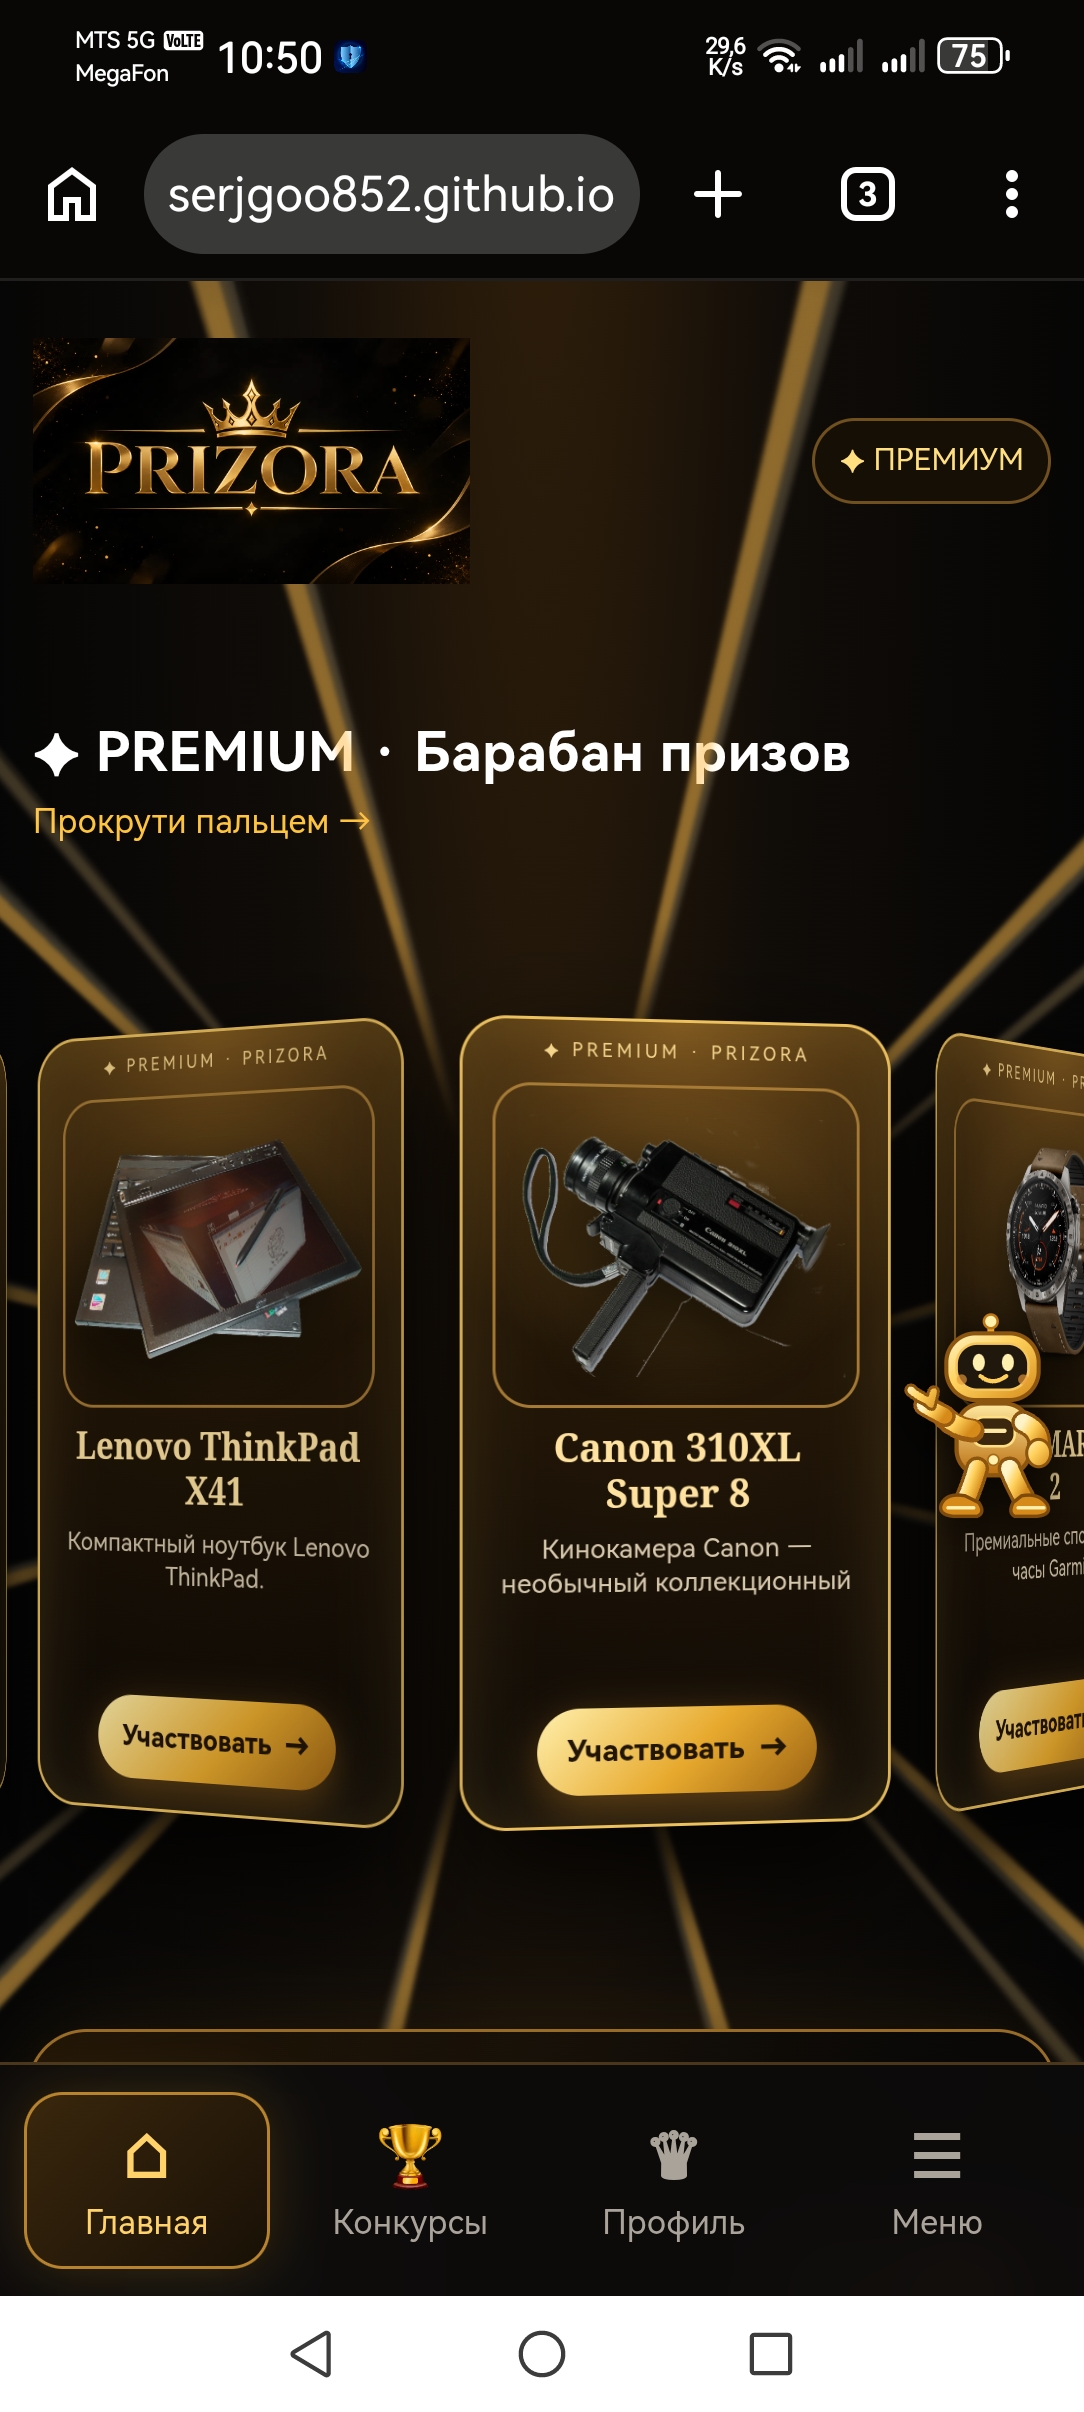 MTS 5G VoLTE
MegaFon
10:50
29,6
K/s
75
serjgoo852.github.io
3
PRIZORA
✦ ПРЕМИУМ
✦ PREMIUM · Барабан призов
Прокрути пальцем →
✦ PREMIUM · PRIZORA
Lenovo ThinkPad
X41
Компактный ноутбук Lenovo
ThinkPad.
Участвовать →
✦ PREMIUM · PRIZORA
Canon 310XL
Super 8
Кинокамера Canon —
необычный коллекционный
Участвовать →
✦ PREMIUM ·
2
Премиальные
часы
Участвовать
Главная
Конкурсы
Профиль
Меню